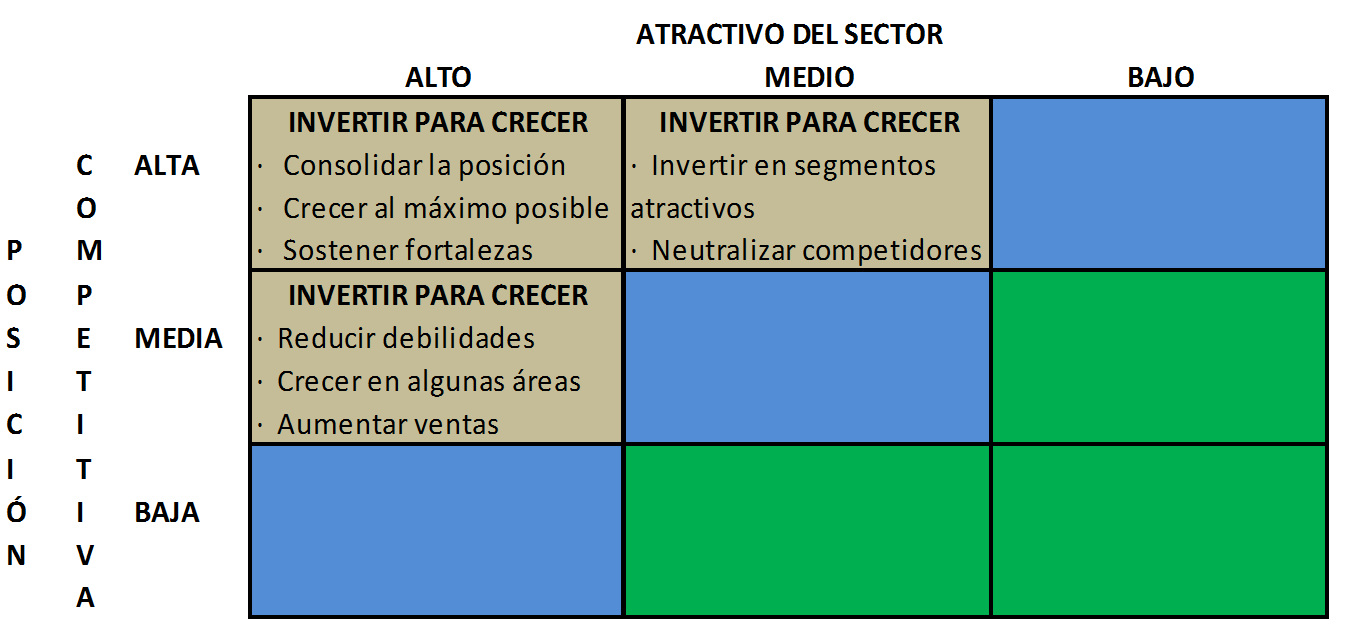 ATRACTIVO DEL SECTOR
ALTO MEDIO BAJO
POSICIÓN
COMPETITIVA
ALTA
INVERTIR PARA CRECER
· Consolidar la posición
· Crecer al máximo posible
· Sostener fortalezas
INVERTIR PARA CRECER
· Invertir en segmentos
atractivos
· Neutralizar competidores
MEDIA
INVERTIR PARA CRECER
· Reducir debilidades
· Crecer en algunas áreas
· Aumentar ventas
BAJA